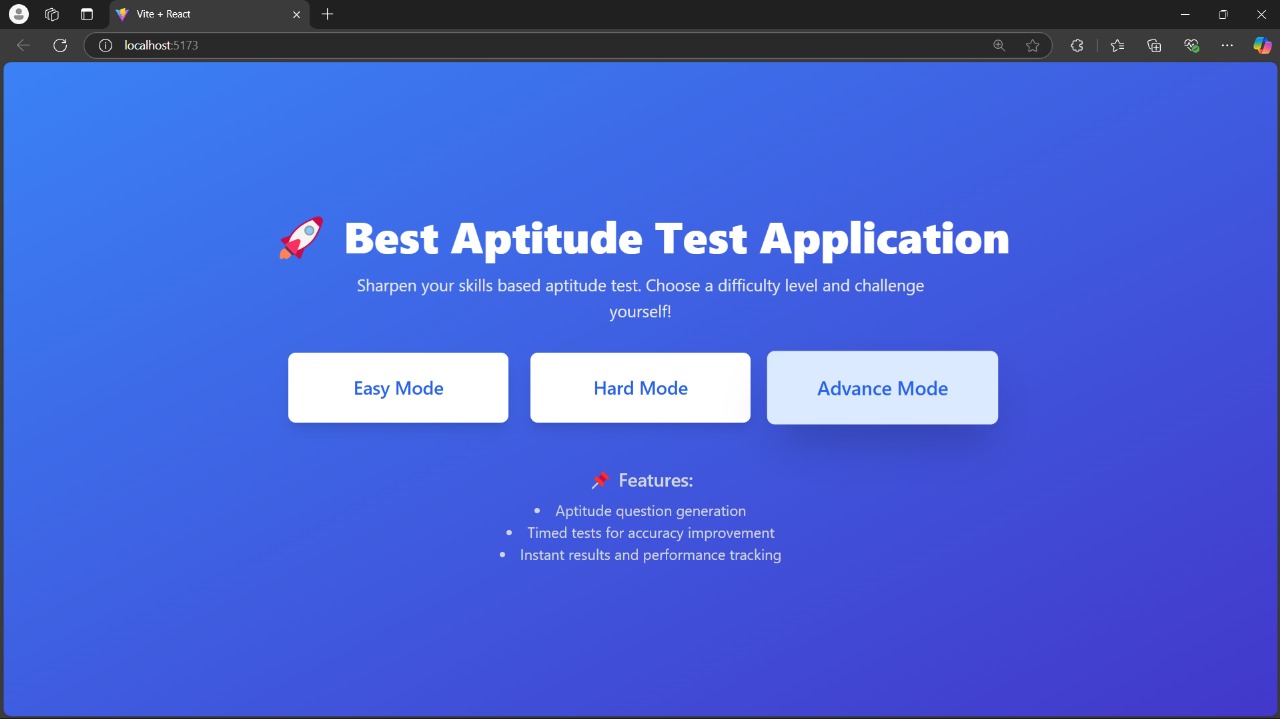 Vite + React
localhost:5173
🚀 Best Aptitude Test Application
Sharpen your skills based aptitude test. Choose a difficulty level and challenge
yourself!
Easy Mode
Hard Mode
Advance Mode
📌 Features:
• Aptitude question generation
• Timed tests for accuracy improvement
• Instant results and performance tracking